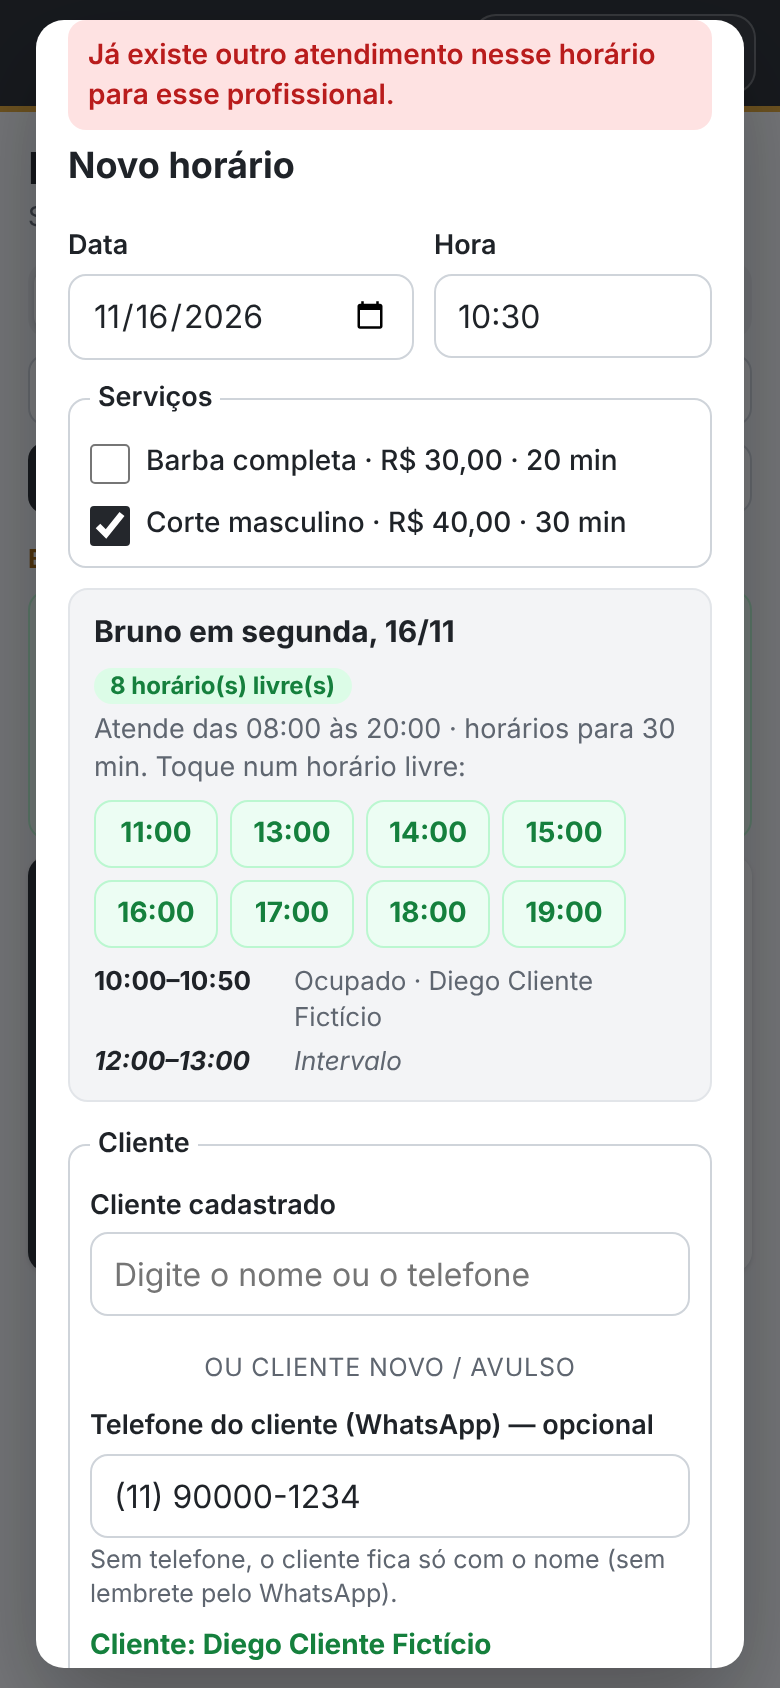 Já existe outro atendimento nesse horário
para esse profissional.
Novo horário
Data
Hora
11/16/2026
10:30
Serviços
Barba completa · R$ 30,00 · 20 min
Corte masculino · R$ 40,00 · 30 min
Bruno em segunda, 16/11
8 horário(s) livre(s)
Atende das 08:00 às 20:00 · horários para 30
min. Toque num horário livre:
11:00 13:00 14:00 15:00
16:00 17:00 18:00 19:00
10:00–10:50 Ocupado · Diego Cliente
Fictício
12:00–13:00 Intervalo
Cliente
Cliente cadastrado
Digite o nome ou o telefone
OU CLIENTE NOVO / AVULSO
Telefone do cliente (WhatsApp) — opcional
(11) 90000-1234
Sem telefone, o cliente fica só com o nome (sem
lembrete pelo WhatsApp).
Cliente: Diego Cliente Fictício